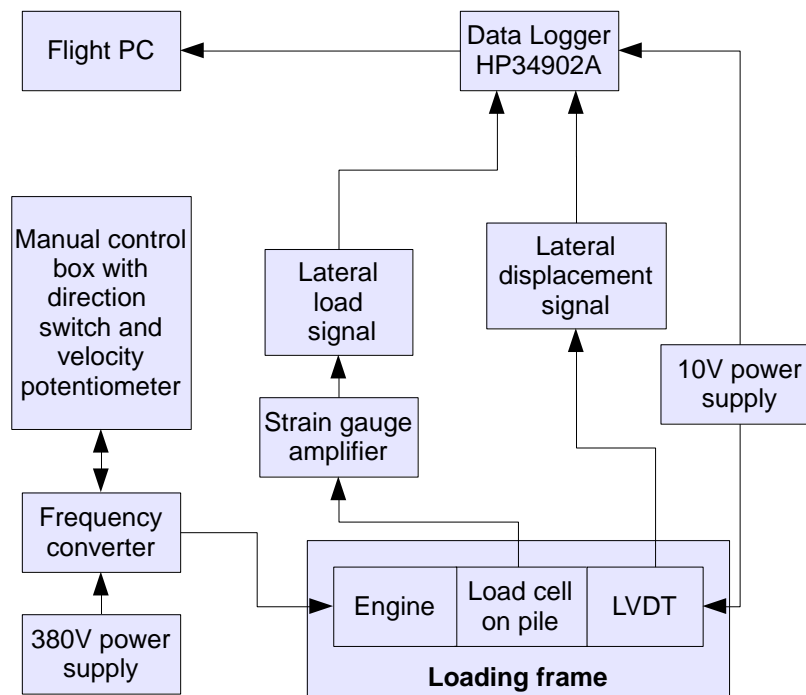 Flight PC
Data Logger
HP34902A
Manual control
box with
direction
switch and
velocity
potentiometer
Lateral
load
signal
Lateral
displacement
signal
10V power
supply
Strain gauge
amplifier
Frequency
converter
Engine
Load cell
on pile
LVDT
380V power
supply
Loading frame